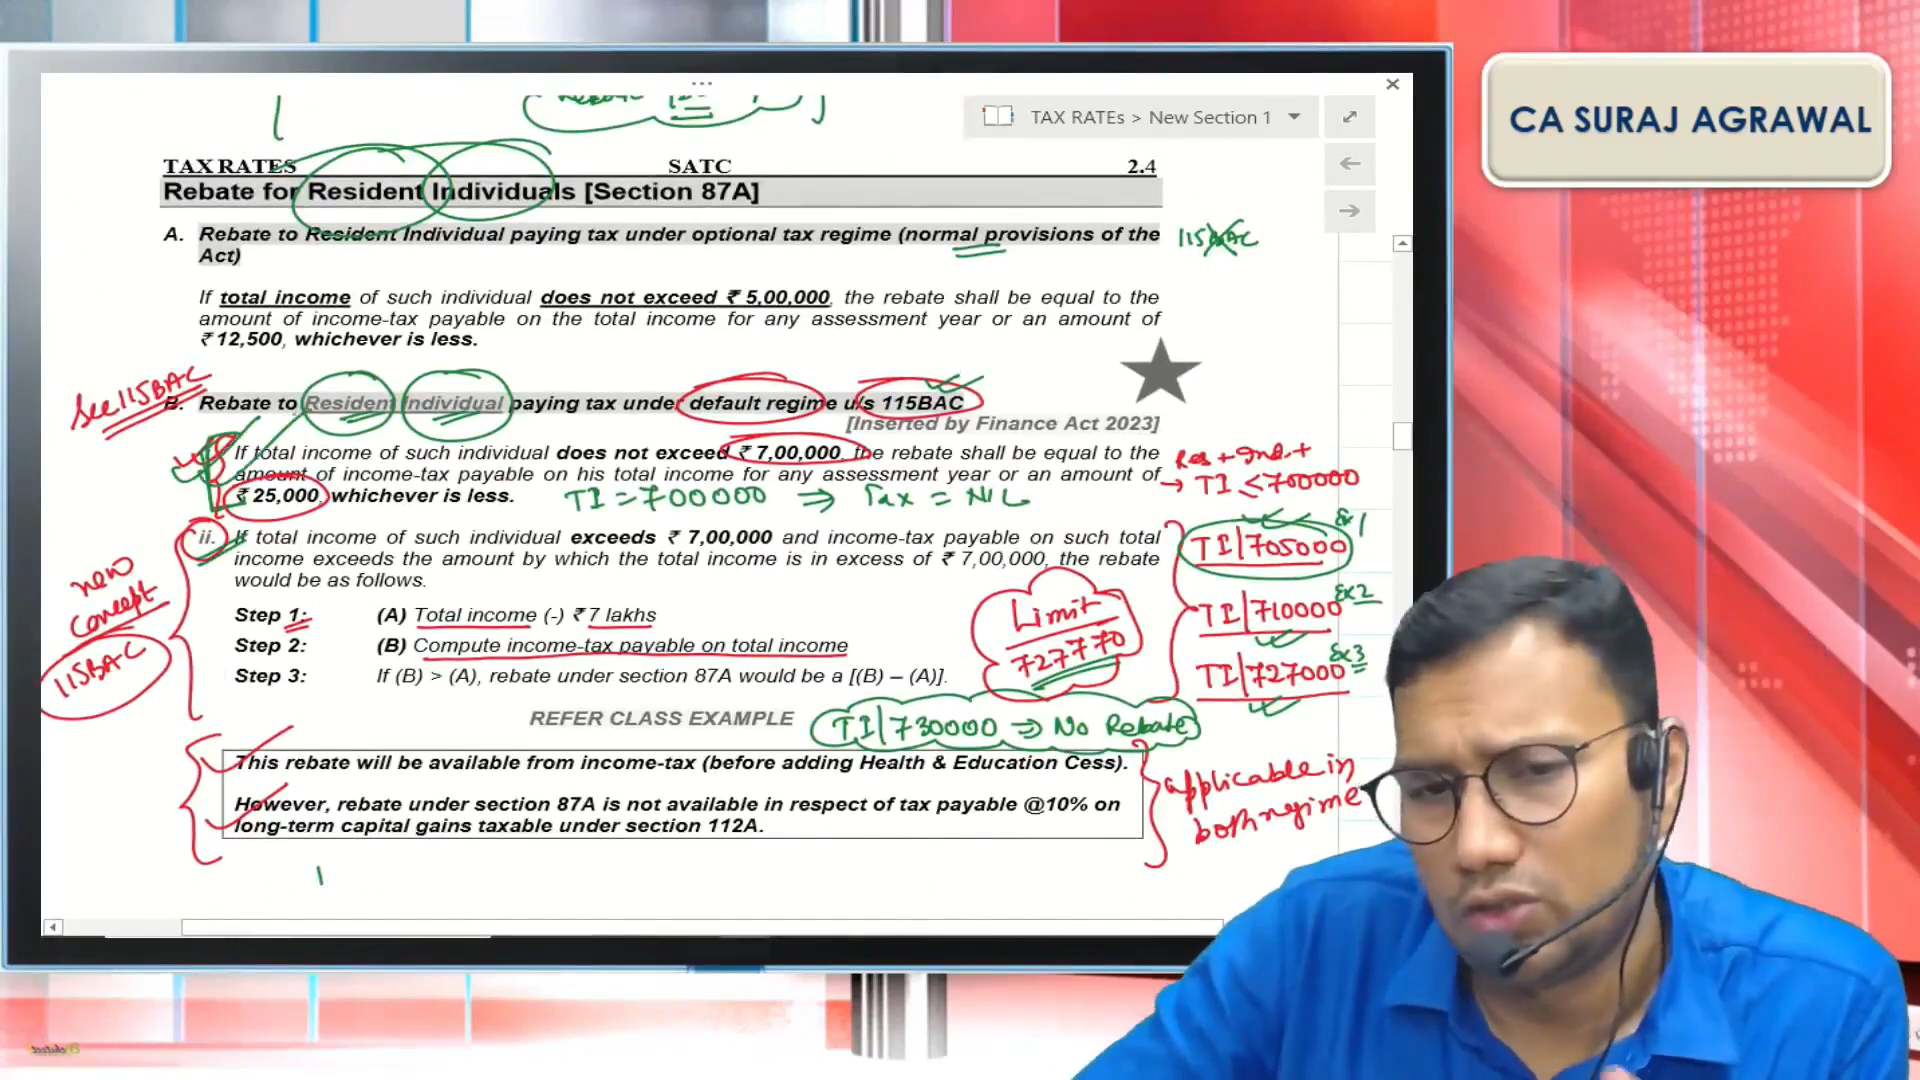 CA SURAJ AGRAWAL
TAX RATEs > New Section 1
TAX RATES SATC 2.4
Rebate for Resident Individuals [Section 87A]
A. Rebate to Resident Individual paying tax under optional tax regime (normal provisions of the 115BAC
Act)
If total income of such individual does not exceed ₹ 5,00,000, the rebate shall be equal to the
amount of income-tax payable on the total income for any assessment year or an amount of
₹ 12,500, whichever is less.
See 115BAC
B. Rebate to Resident Individual paying tax under default regime u/s 115BAC
[Inserted by Finance Act 2023]
If total income of such individual does not exceed ₹ 7,00,000, the rebate shall be equal to the
amount of income-tax payable on his total income for any assessment year or an amount of
₹ 25,000, whichever is less. TI = 700000 ⇒ Tax = NIL
Res + Ind +
→ TI ≤ 700000
ii. If total income of such individual exceeds ₹ 7,00,000 and income-tax payable on such total
income exceeds the amount by which the total income is in excess of ₹ 7,00,000, the rebate
would be as follows.
new
concept
115BAC
Step 1: (A) Total income (-) ₹ 7 lakhs
Step 2: (B) Compute income-tax payable on total income
Step 3: If (B) > (A), rebate under section 87A would be a [(B) – (A)].
Limit
727770
TI|705000 Ex1
TI|710000 Ex2
TI|727000 Ex3
REFER CLASS EXAMPLE TI|730000 ⇒ No Rebate
This rebate will be available from income-tax (before adding Health & Education Cess).
However, rebate under section 87A is not available in respect of tax payable @10% on
long-term capital gains taxable under section 112A.
applicable in
both regime